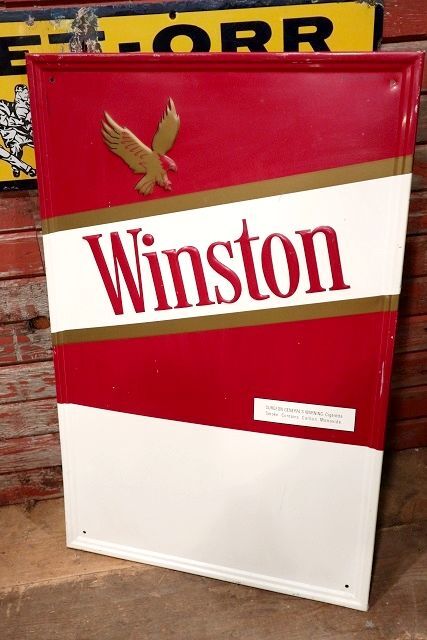 ET-ORR
Winston
SURGEON GENERAL'S WARNING: Cigarette
Smoke Contains Carbon Monoxide.